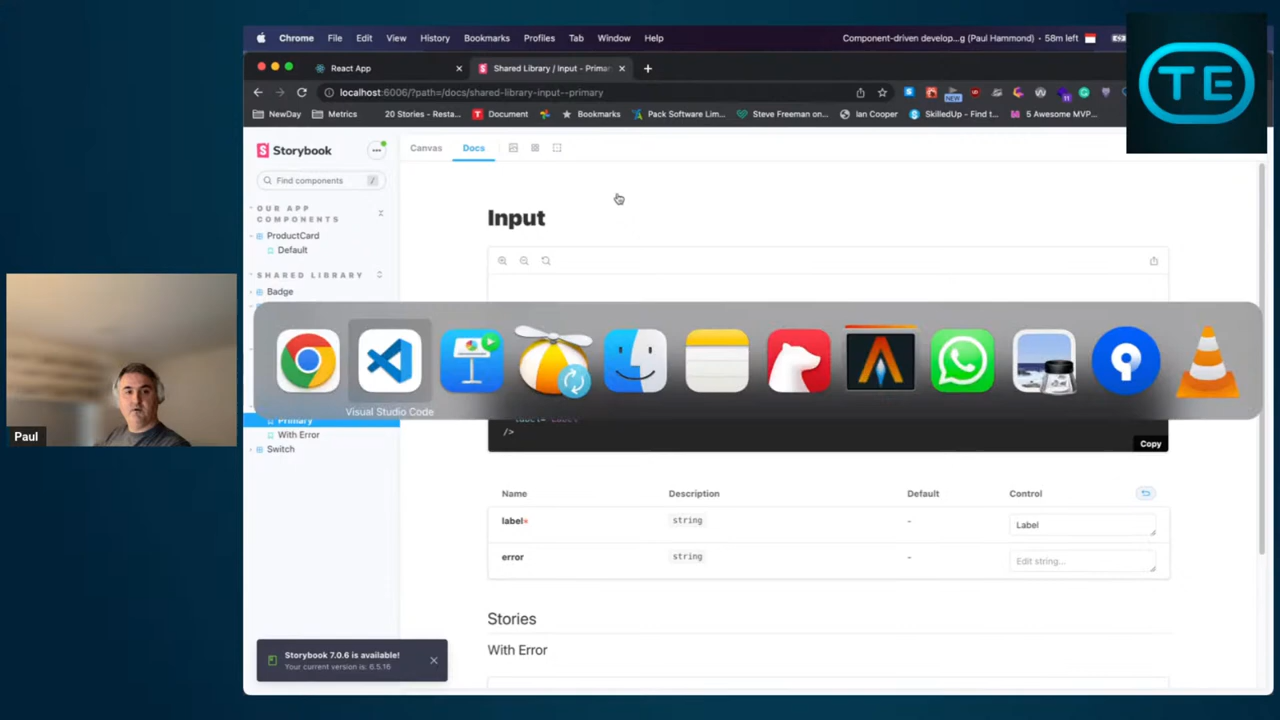 Chrome File Edit View History Bookmarks Profiles Tab Window Help
Component-driven develop...g (Paul Hammond) • 58m left
TE
React App
Shared Library / Input - Prima
localhost:6006/?path=/docs/shared-library-input--primary
NEW
11
NewDay
Metrics
20 Stories - Resta...
Document
Bookmarks
Pack Software Lim...
Steve Freeman on...
Ian Cooper
SkilledUp - Find t...
5 Awesome MVP...
Storybook
Canvas
Docs
Find components
/
OUR APP
COMPONENTS
ProductCard
Default
SHARED LIBRARY
Badge
Input
Visual Studio Code
Paul
Primary
With Error
Switch
label="Label"
/>
Copy
Name
Description
Default
Control
label*
string
-
Label
error
string
-
Edit string...
Stories
With Error
Storybook 7.0.6 is available!
Your current version is: 6.5.16